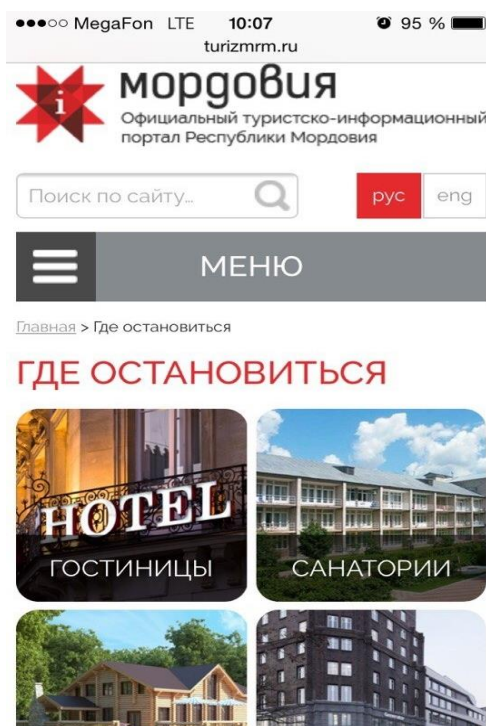 MegaFon LTE 10:07 95 %
turizmrm.ru
i
мордовия
Официальный туристско-информационный
портал Республики Мордовия
Поиск по сайту...
рус eng
МЕНЮ
Главная > Где остановиться
ГДЕ ОСТАНОВИТЬСЯ
HOTEL
ГОСТИНИЦЫ САНАТОРИИ